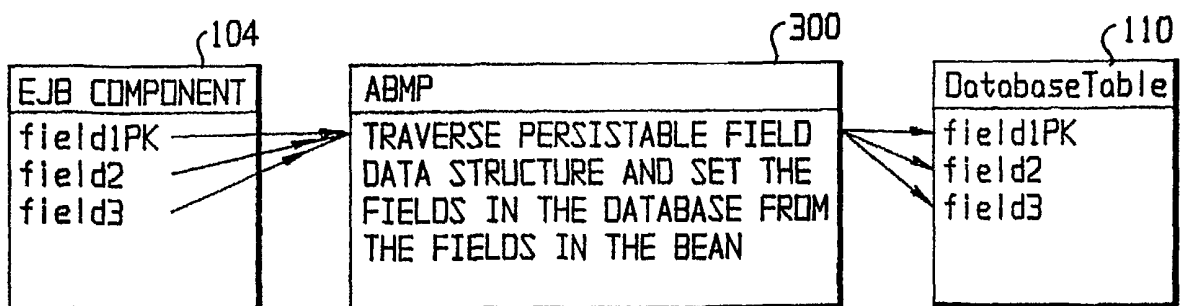 104
300
110
EJB COMPONENT
ABMP
DatabaseTable
field1PK
field2
field3
TRAVERSE PERSISTABLE FIELD
DATA STRUCTURE AND SET THE
FIELDS IN THE DATABASE FROM
THE FIELDS IN THE BEAN
field1PK
field2
field3